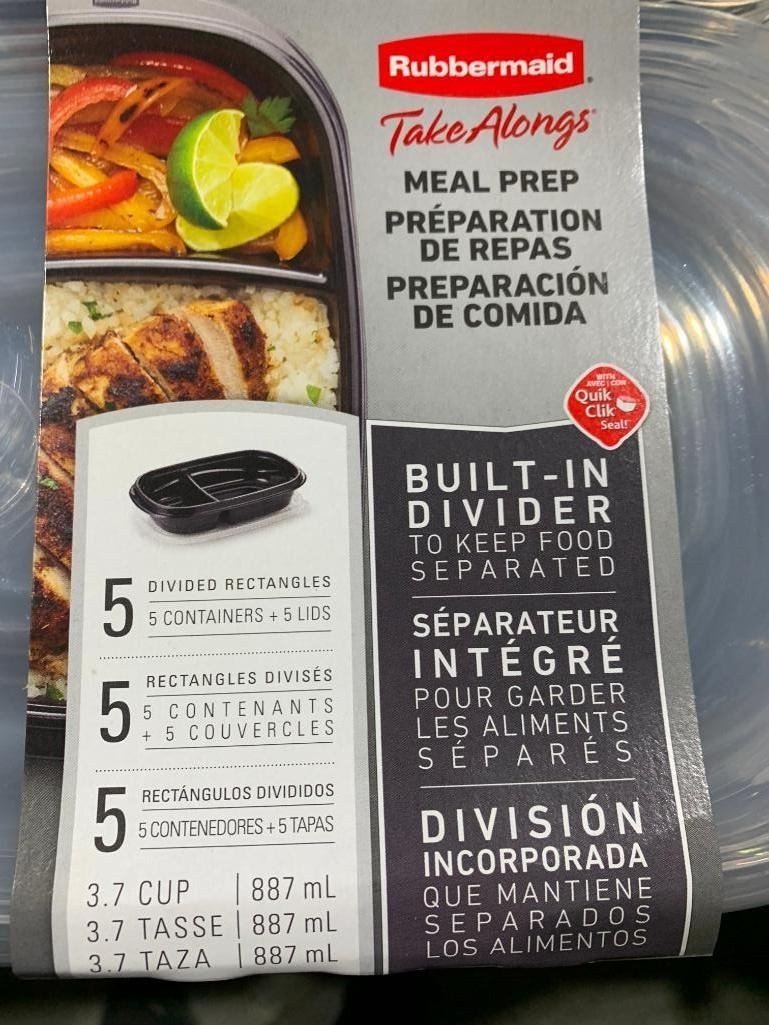 Rubbermaid
TakeAlongs
MEAL PREP
PRÉPARATION
DE REPAS
PREPARACIÓN
DE COMIDA
WITH
AVEC | CON
Quik
Clik
Seal!
BUILT-IN
DIVIDER
TO KEEP FOOD
SEPARATED
SÉPARATEUR
INTÉGRÉ
POUR GARDER
LES ALIMENTS
SÉPARÉS
DIVISIÓN
INCORPORADA
QUE MANTIENE
SEPARADOS
LOS ALIMENTOS
5 DIVIDED RECTANGLES
5 CONTAINERS + 5 LIDS
5 RECTANGLES DIVISÉS
5 CONTENANTS
+ 5 COUVERCLES
5 RECTÁNGULOS DIVIDIDOS
5 CONTENEDORES + 5 TAPAS
3.7 CUP | 887 mL
3.7 TASSE | 887 mL
3.7 TAZA | 887 mL